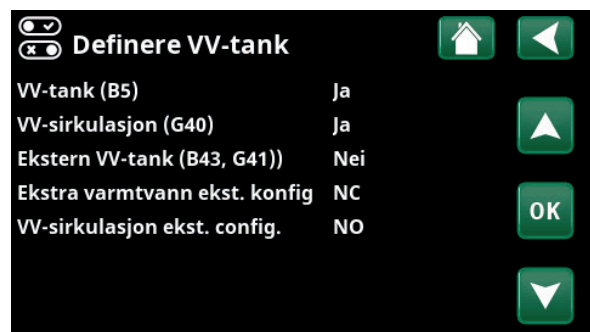 Definere VV-tank
VV-tank (B5) Ja
VV-sirkulasjon (G40) Ja
Ekstern VV-tank (B43, G41)) Nei
Ekstra varmtvann ekst. konfig NC
VV-sirkulasjon ekst. config. NO
OK